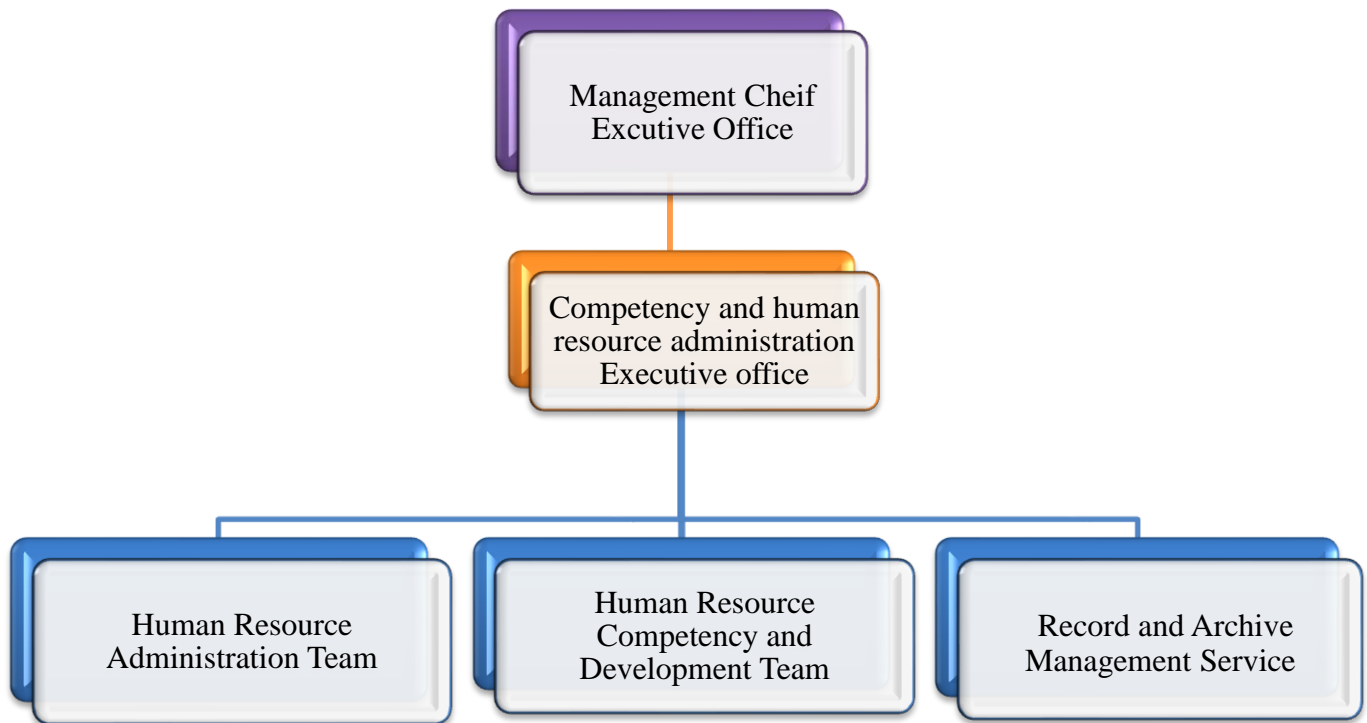 Management Cheif
Excutive Office
Competency and human
resource administration
Executive office
Human Resource
Administration Team
Human Resource
Competency and
Development Team
Record and Archive
Management Service